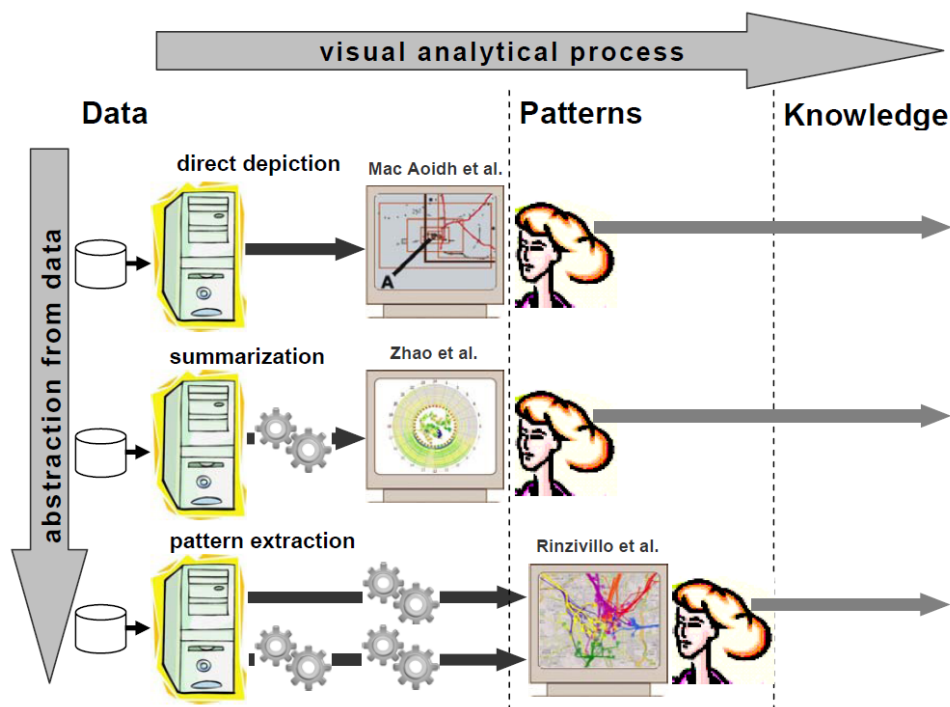 visual analytical process
Data
Patterns
Knowledge
abstraction from data
direct depiction
Mac Aoidh et al.
A
summarization
Zhao et al.
pattern extraction
Rinzivillo et al.